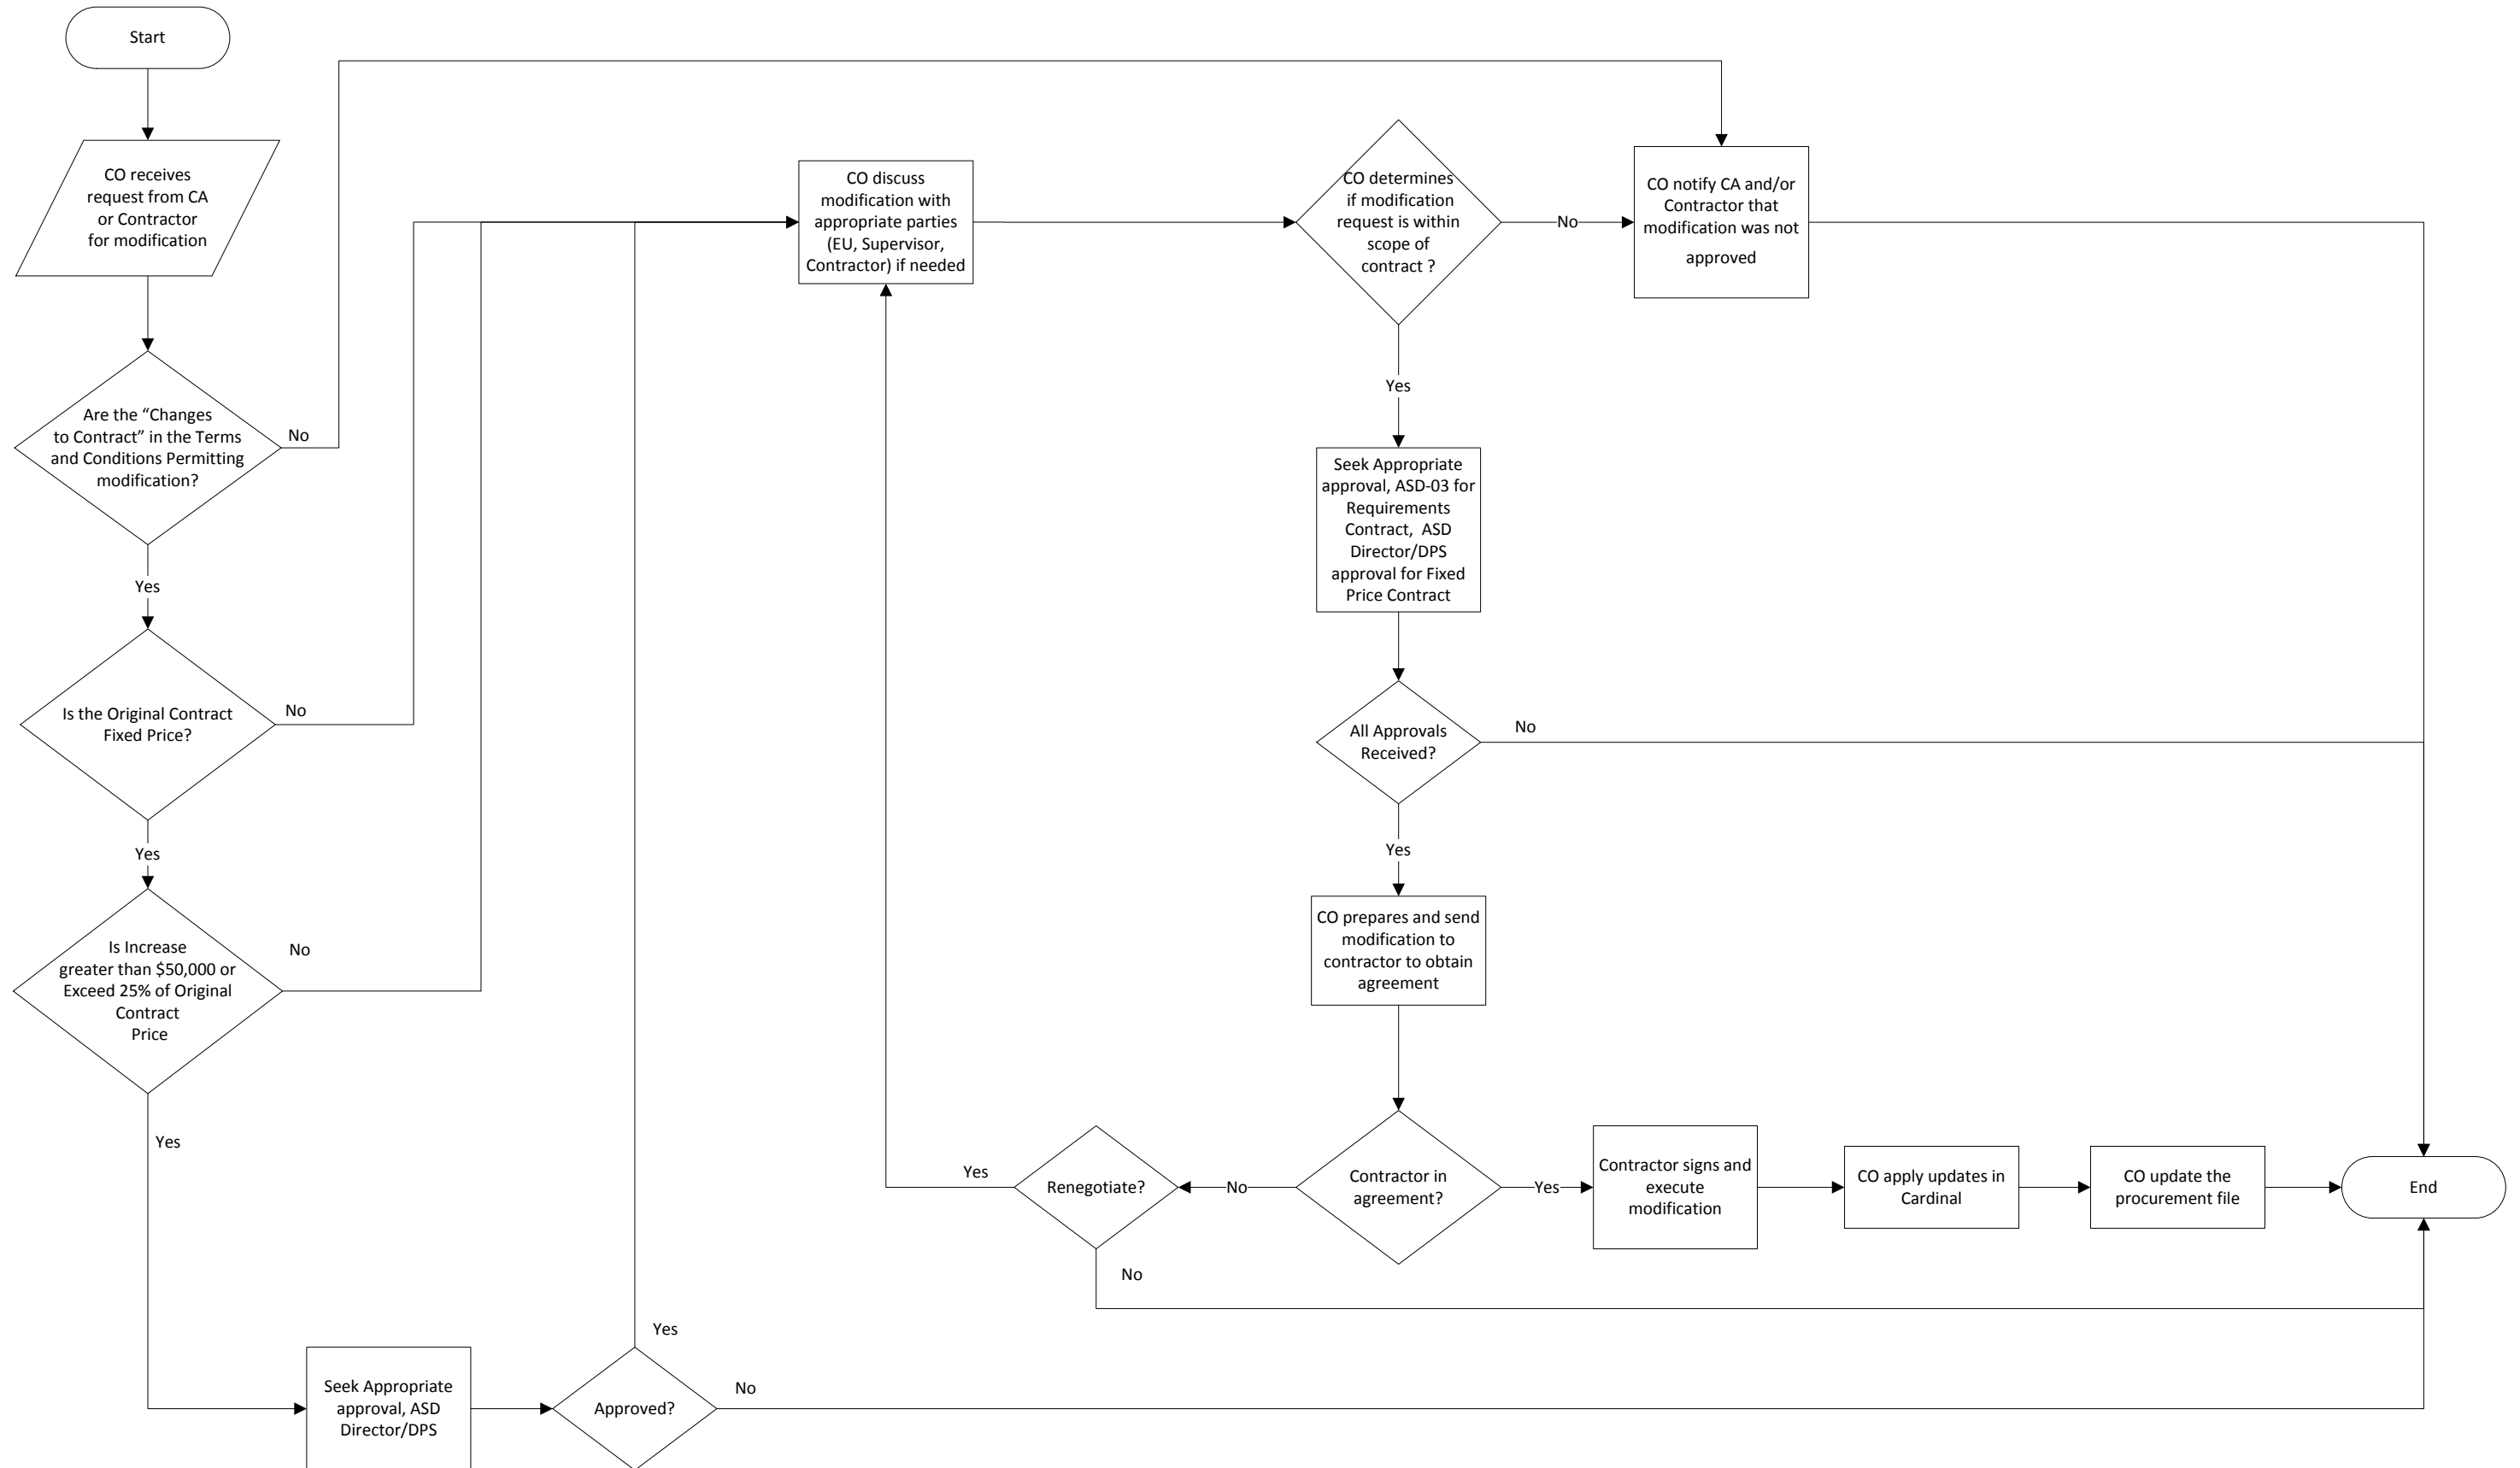 Start
CO receives
request from CA
or Contractor
for modification
Are the “Changes
to Contract” in the Terms
and Conditions Permitting
modification?
No
Yes
Is the Original Contract
Fixed Price?
No
Yes
Is Increase
greater than $50,000 or
Exceed 25% of Original
Contract
Price
No
Yes
Seek Appropriate
approval, ASD
Director/DPS
Approved?
Yes
No
CO discuss
modification with
appropriate parties
(EU, Supervisor,
Contractor) if needed
CO determines
if modification
request is within
scope of
contract ?
No
CO notify CA and/or
Contractor that
modification was not
approved
Yes
Seek Appropriate
approval, ASD-03 for
Requirements
Contract, ASD
Director/DPS
approval for Fixed
Price Contract
All Approvals
Received?
No
Yes
CO prepares and send
modification to
contractor to obtain
agreement
Contractor in
agreement?
No
Renegotiate?
Yes
No
Yes
Contractor signs and
execute
modification
CO apply updates in
Cardinal
CO update the
procurement file
End